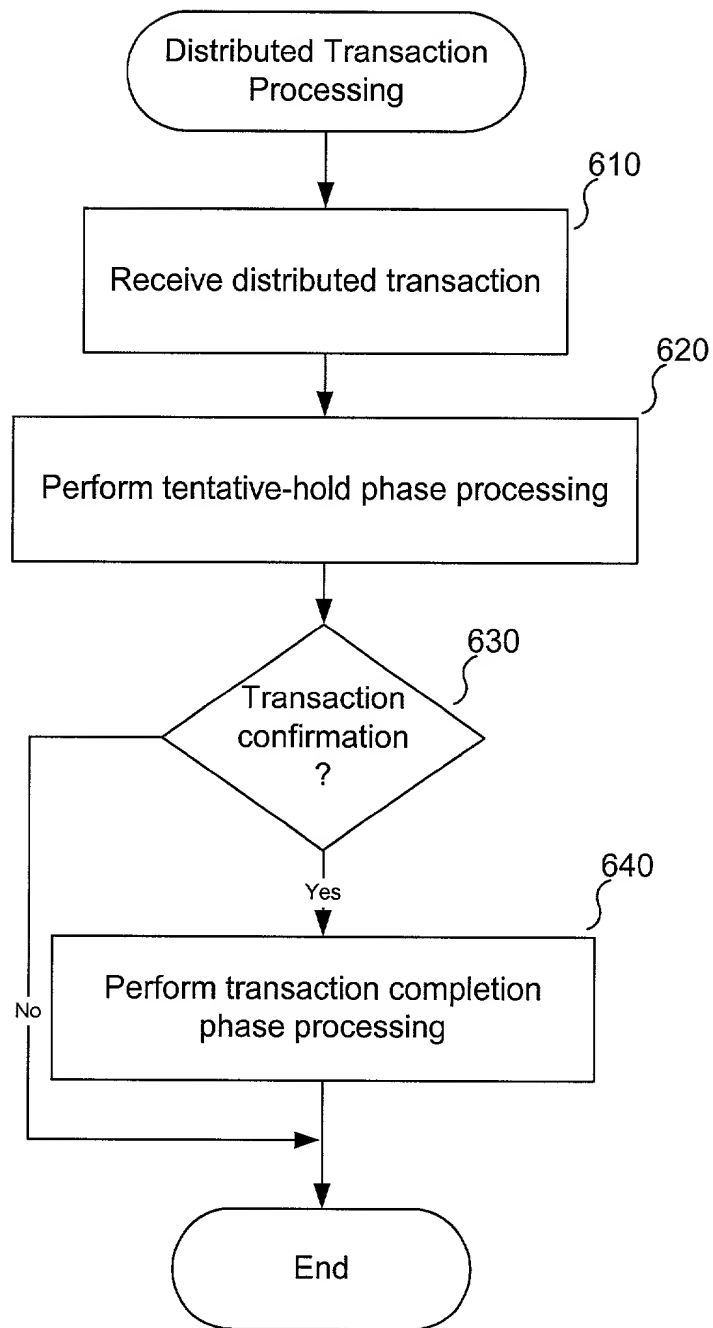 Distributed Transaction
Processing
610
Receive distributed transaction
620
Perform tentative-hold phase processing
630
Transaction
confirmation
?
Yes
640
Perform transaction completion
phase processing
No
End